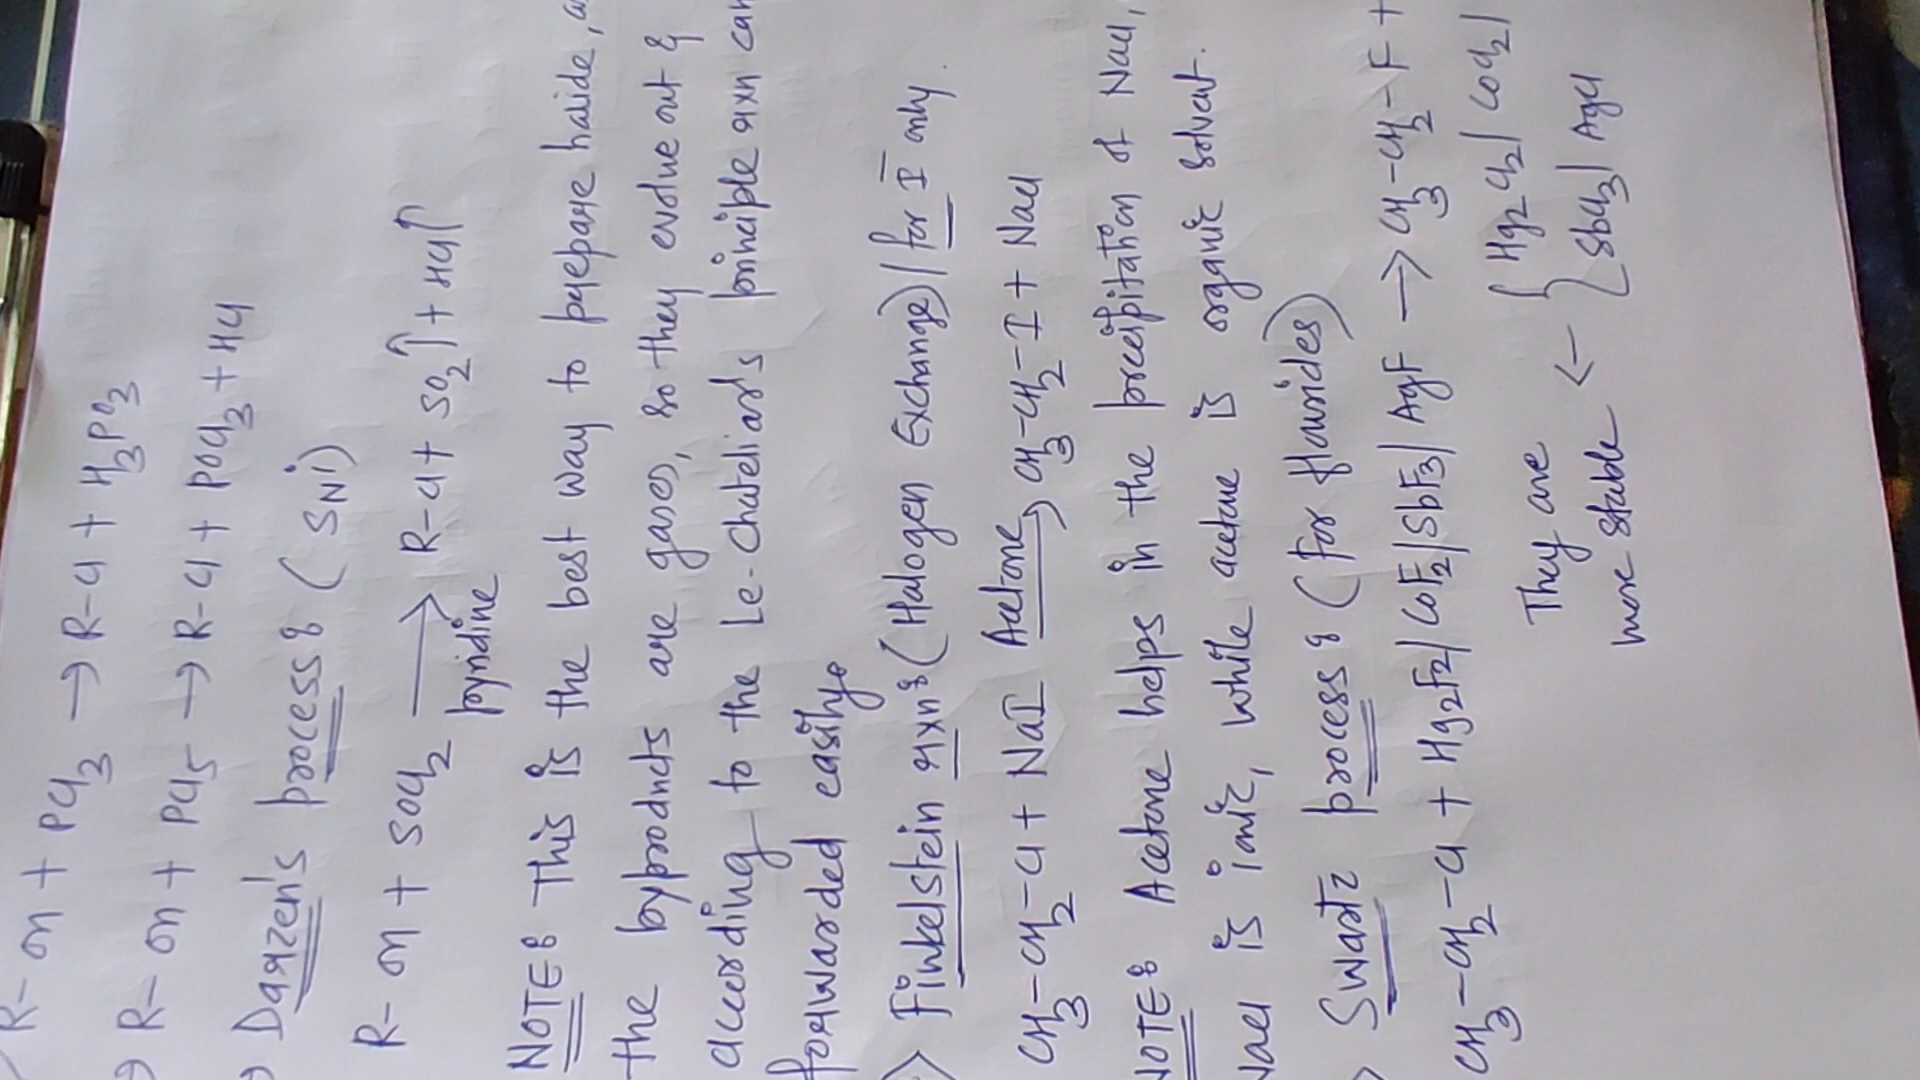 R-OH + PCl3 → R-Cl + H3PO3
→ R-OH + PCl5 → R-Cl + POCl3 + HCl
→ Darzen's process: (SNi)
R-OH + SOCl2 → R-Cl + SO2↑ + HCl↑
pyridine
NOTE: This is the best way to prepare halide,
the byproducts are gases, so they evolve out &
according to the Le-Chatelier's principle rxn can
forwarded easily.
→ Finkelstein rxn: (Halogen Exchange) / for I⁻ only.
CH3-CH2-Cl + NaI Acetone→ CH3-CH2-I + NaCl
NOTE: Acetone helps in the precipitation of NaCl,
NaCl is ionic, while acetone is organic solvent.
→ Swartz process: (for flourides)
CH3-CH2-Cl + Hg2F2/CoF2/SbF3/AgF → CH3-CH2-F +
They are more stable ← { Hg2Cl2/CoCl2/
{ SbCl3/AgCl